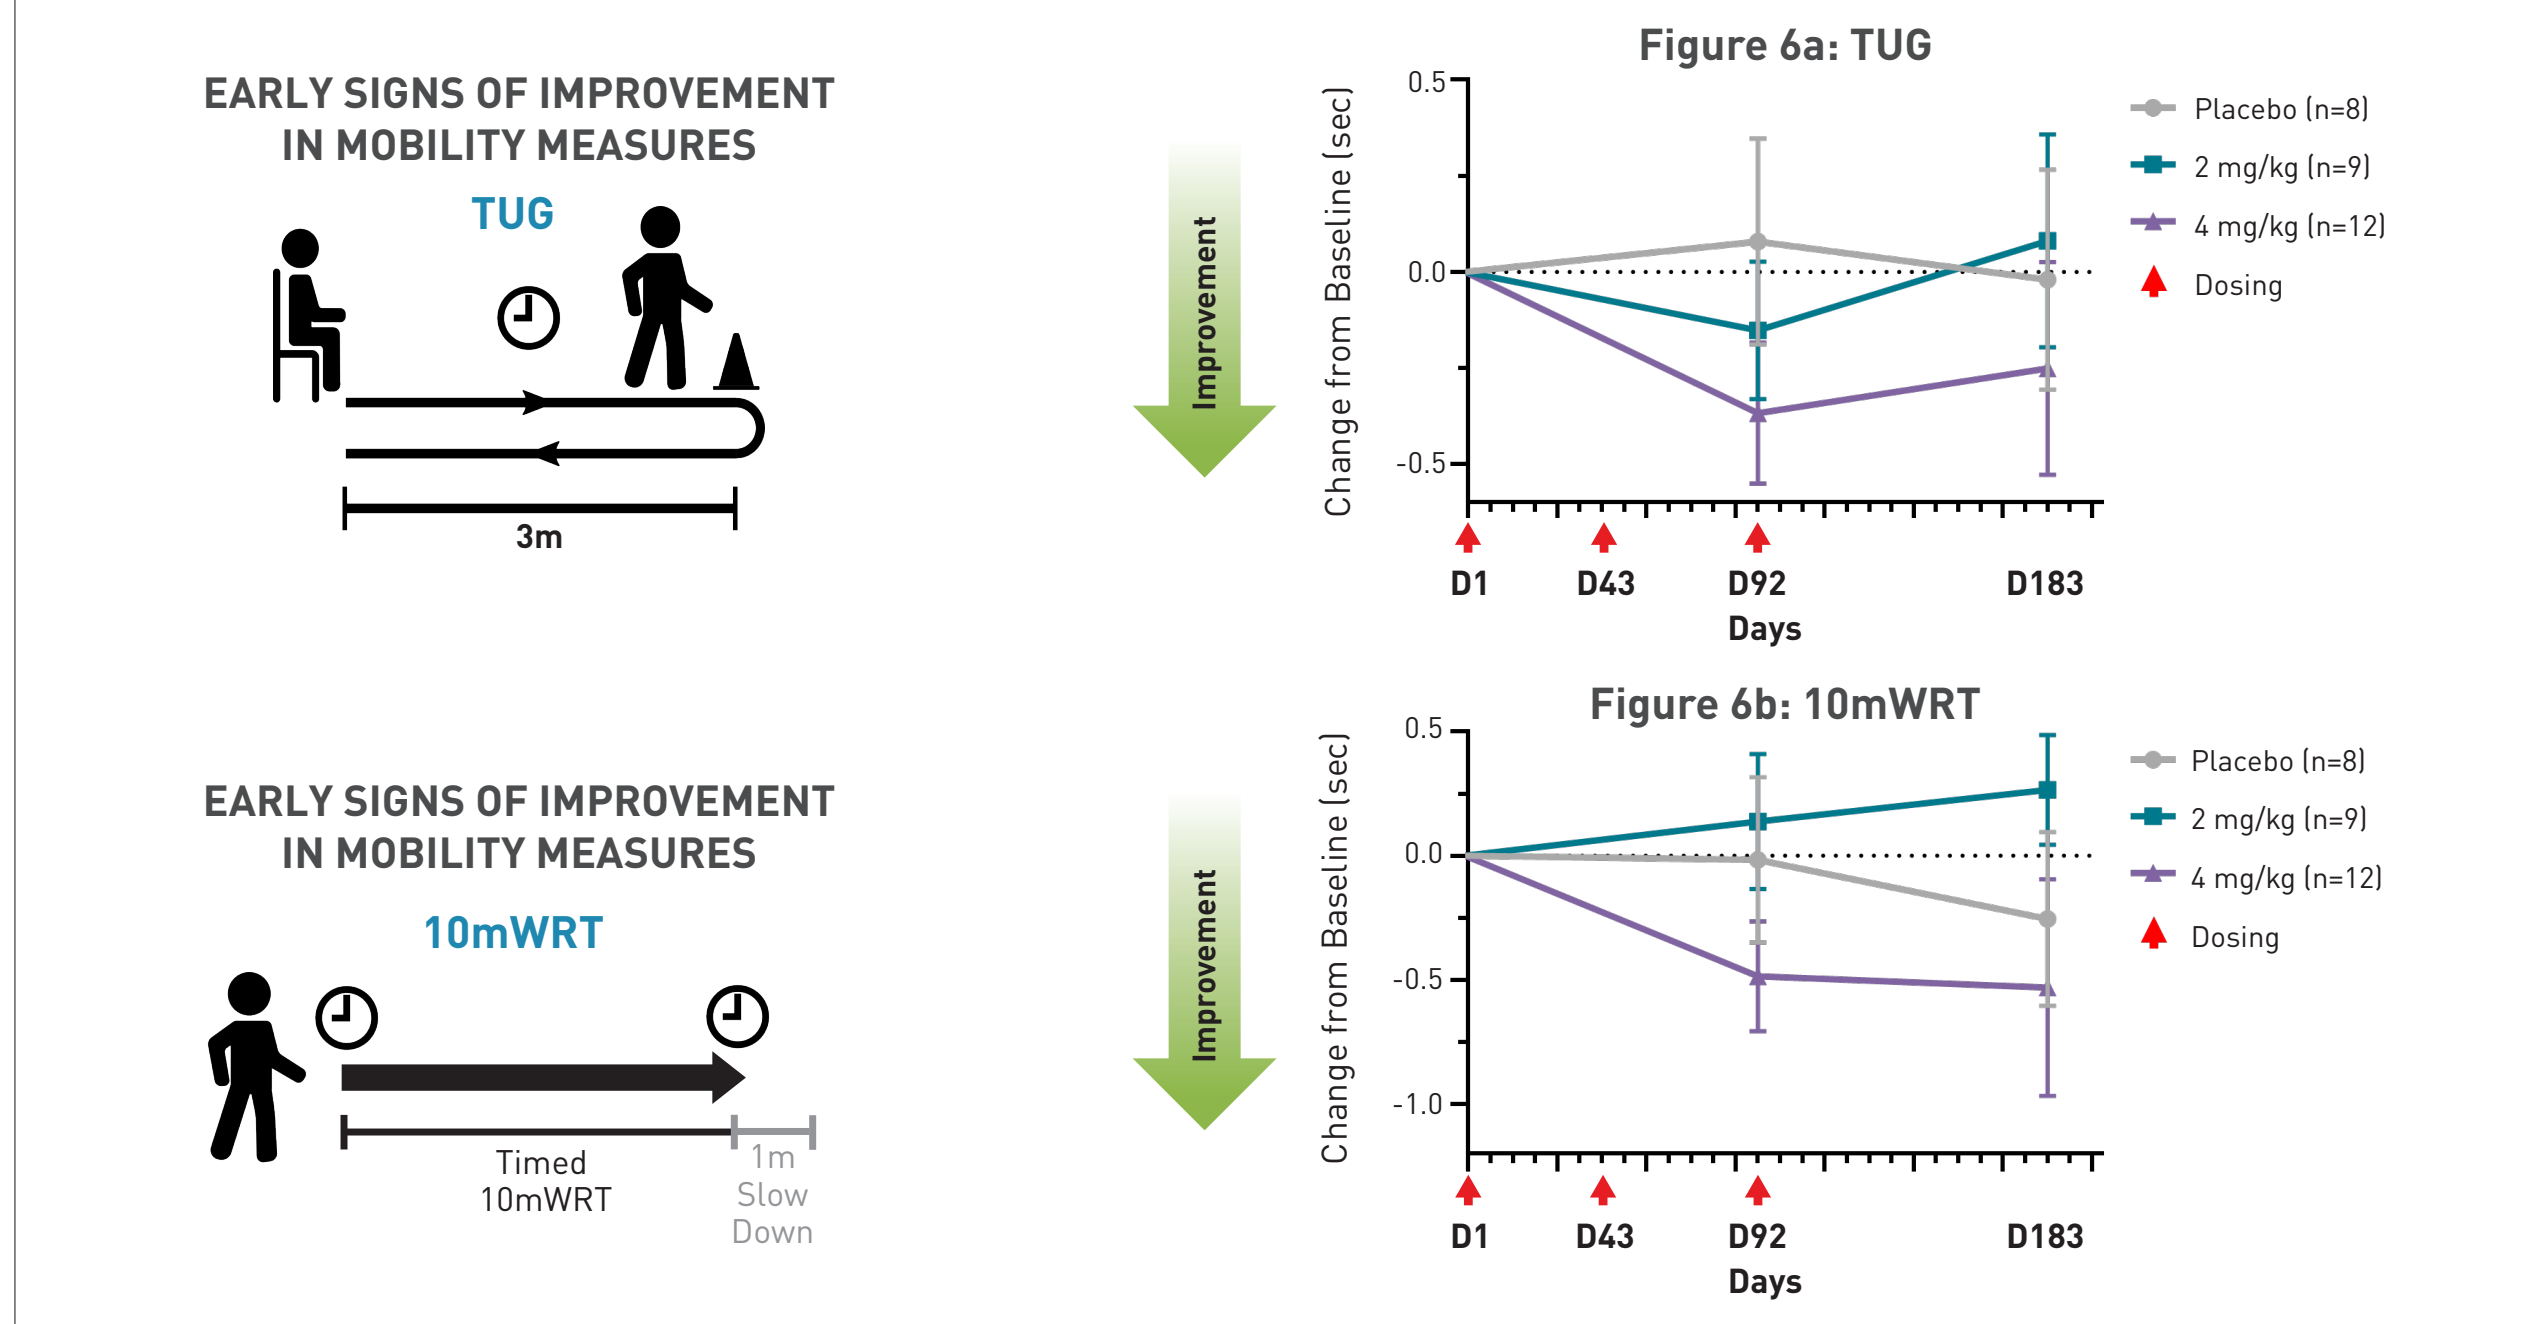 EARLY SIGNS OF IMPROVEMENT
IN MOBILITY MEASURES
TUG
3m
Improvement
Figure 6a: TUG
Change from Baseline (sec)
0.5
0.0
-0.5
D1 D43 D92 D183
Days
Placebo (n=8)
2 mg/kg (n=9)
4 mg/kg (n=12)
Dosing
EARLY SIGNS OF IMPROVEMENT
IN MOBILITY MEASURES
10mWRT
Timed
10mWRT
1m
Slow
Down
Improvement
Figure 6b: 10mWRT
Change from Baseline (sec)
0.5
0.0
-0.5
-1.0
D1 D43 D92 D183
Days
Placebo (n=8)
2 mg/kg (n=9)
4 mg/kg (n=12)
Dosing